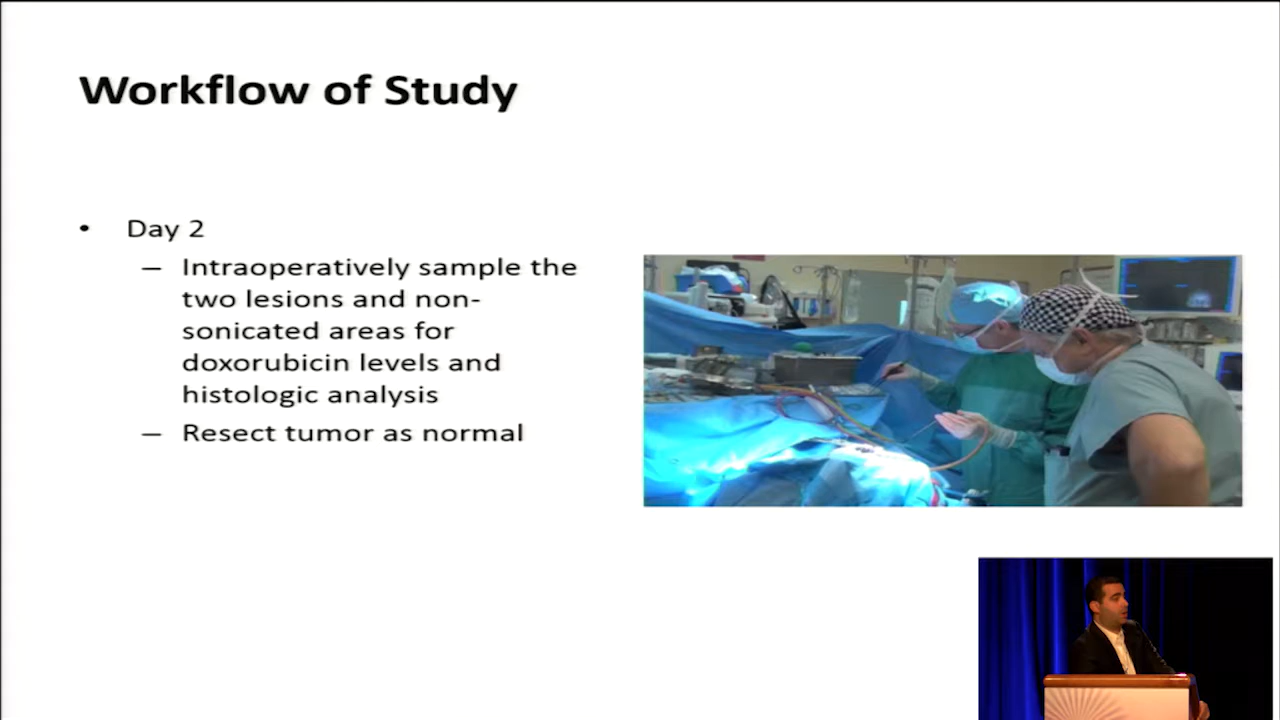 Workflow of Study
• Day 2
– Intraoperatively sample the
two lesions and non-
sonicated areas for
doxorubicin levels and
histologic analysis
– Resect tumor as normal